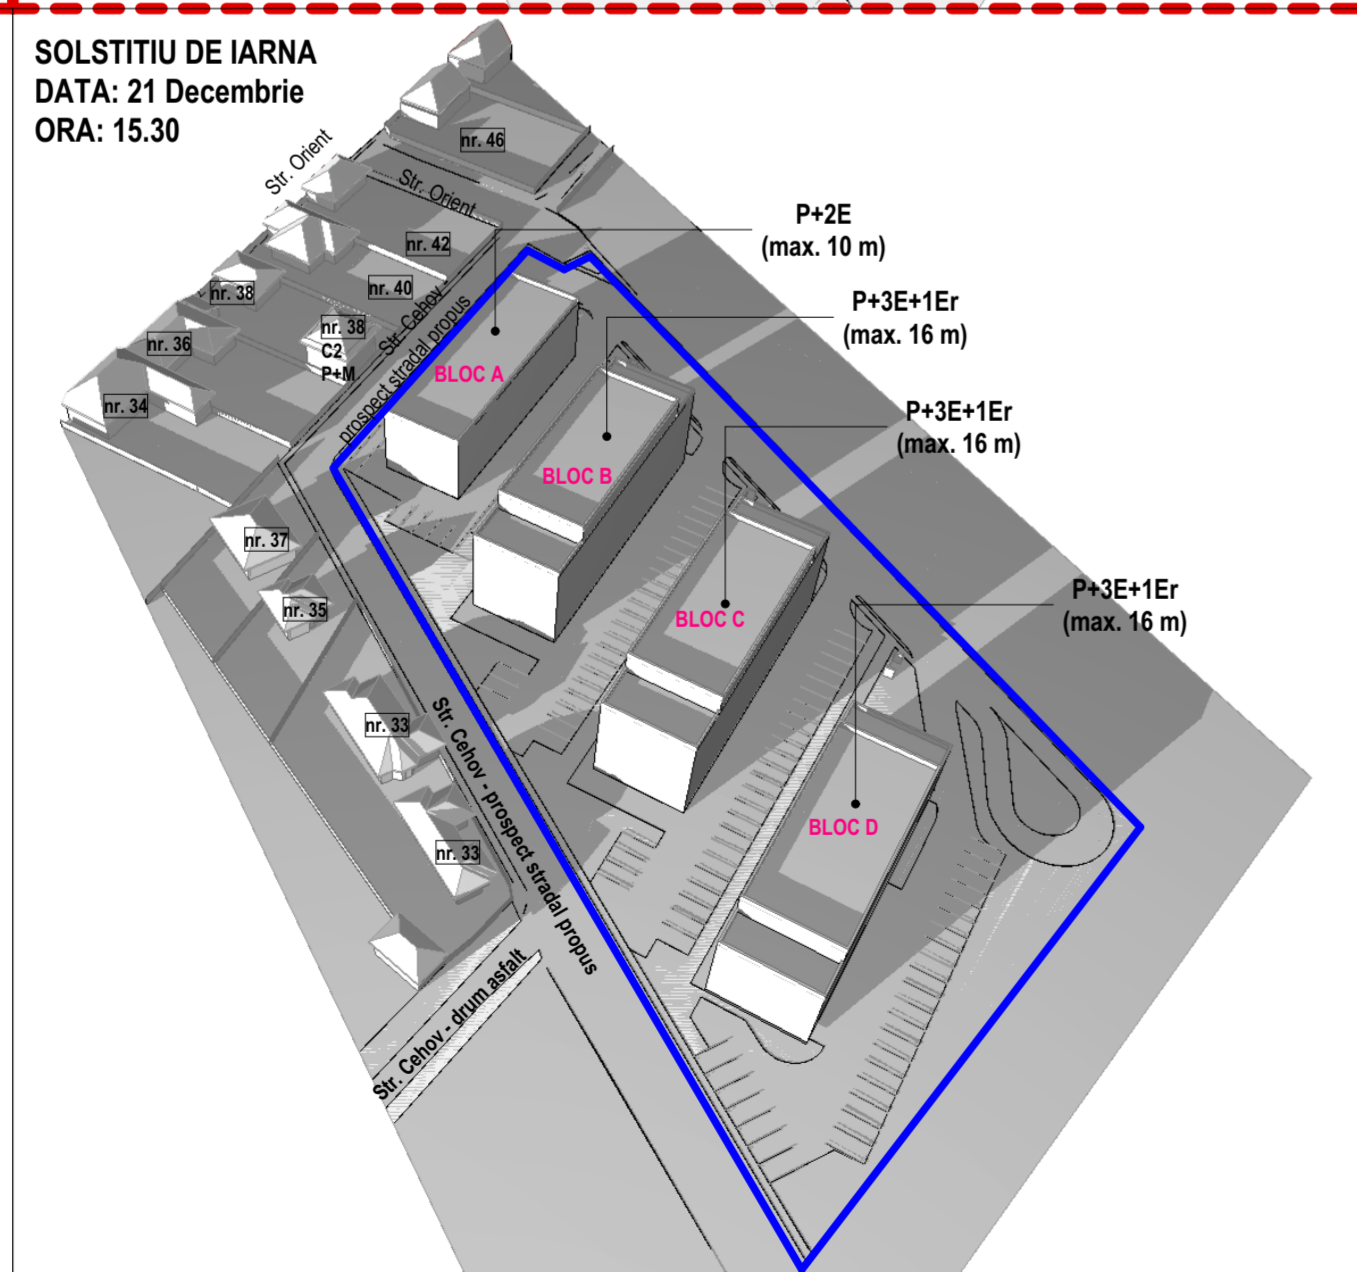 SOLSTITIU DE IARNA
DATA: 21 Decembrie
ORA: 15.30
Str. Orient
nr. 46
Str. Orient
nr. 42
nr. 40
nr. 38
nr. 38
C2
P+M
nr. 36
nr. 34
Str. Cehov
prospect stradal propus
P+2E
(max. 10 m)
P+3E+1Er
(max. 16 m)
P+3E+1Er
(max. 16 m)
P+3E+1Er
(max. 16 m)
BLOC A
BLOC B
BLOC C
BLOC D
nr. 37
nr. 35
nr. 33
nr. 33
Str. Cehov - prospect stradal propus
Str. Cehov - drum asfalt